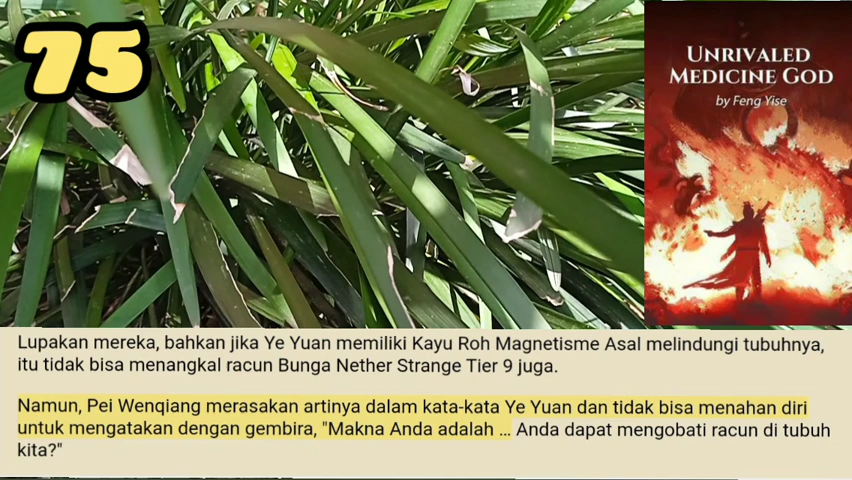 75
UNRIVALED
MEDICINE GOD
by Feng Yise
Lupakan mereka, bahkan jika Ye Yuan memiliki Kayu Roh Magnetisme Asal melindungi tubuhnya,
itu tidak bisa menangkal racun Bunga Nether Strange Tier 9 juga.
Namun, Pei Wenqiang merasakan artinya dalam kata-kata Ye Yuan dan tidak bisa menahan diri
untuk mengatakan dengan gembira, "Makna Anda adalah ... Anda dapat mengobati racun di tubuh
kita?"